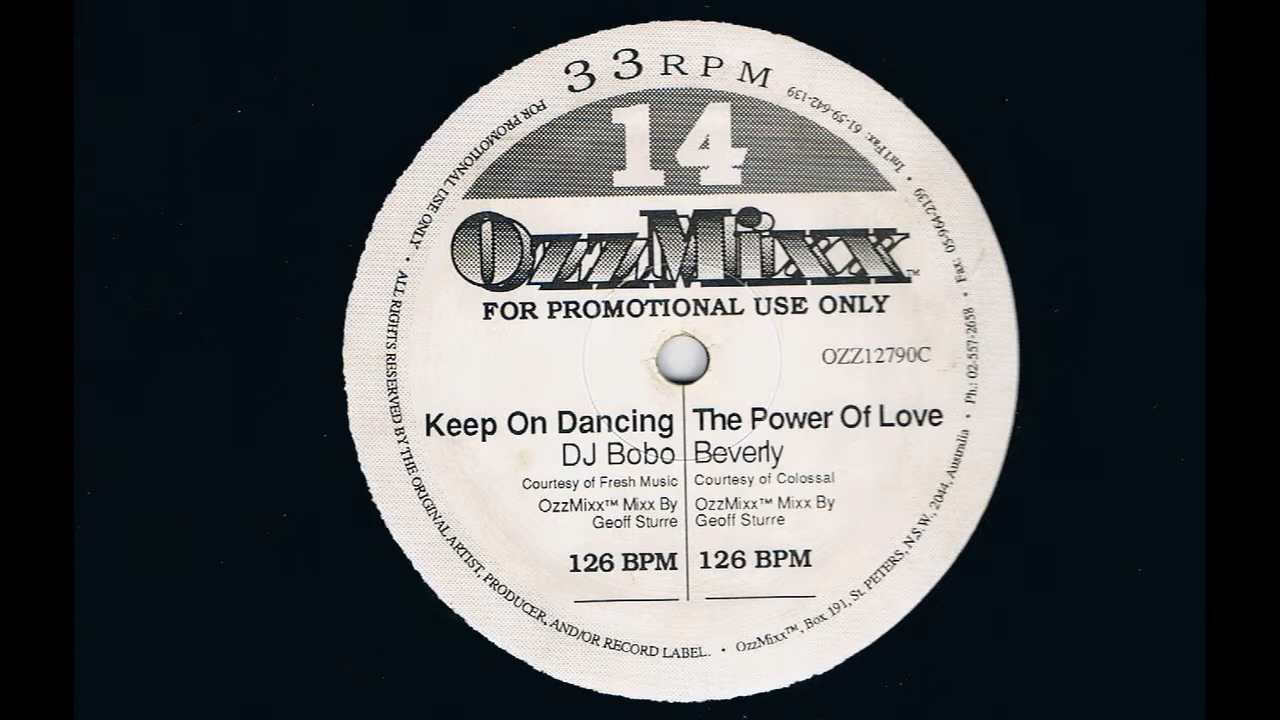 33 RPM
14
OzzMixx™
FOR PROMOTIONAL USE ONLY
OZZ12790C
Keep On Dancing
DJ Bobo
Courtesy of Fresh Music
OzzMixx™ Mixx By
Geoff Sturre
126 BPM
The Power Of Love
Beverly
Courtesy of Colossal
OzzMixx™ Mixx By
Geoff Sturre
126 BPM
FOR PROMOTIONAL USE ONLY • ALL RIGHTS RESERVED BY THE ORIGINAL ARTIST, PRODUCER, AND/OR RECORD LABEL. • OzzMixx™, Box 191, St. PETERS, N.S.W., 2044, Australia • Ph.: 02-557-2658 • Fax: 05-964-2139 • Int'l Fax: 61-59-642-139